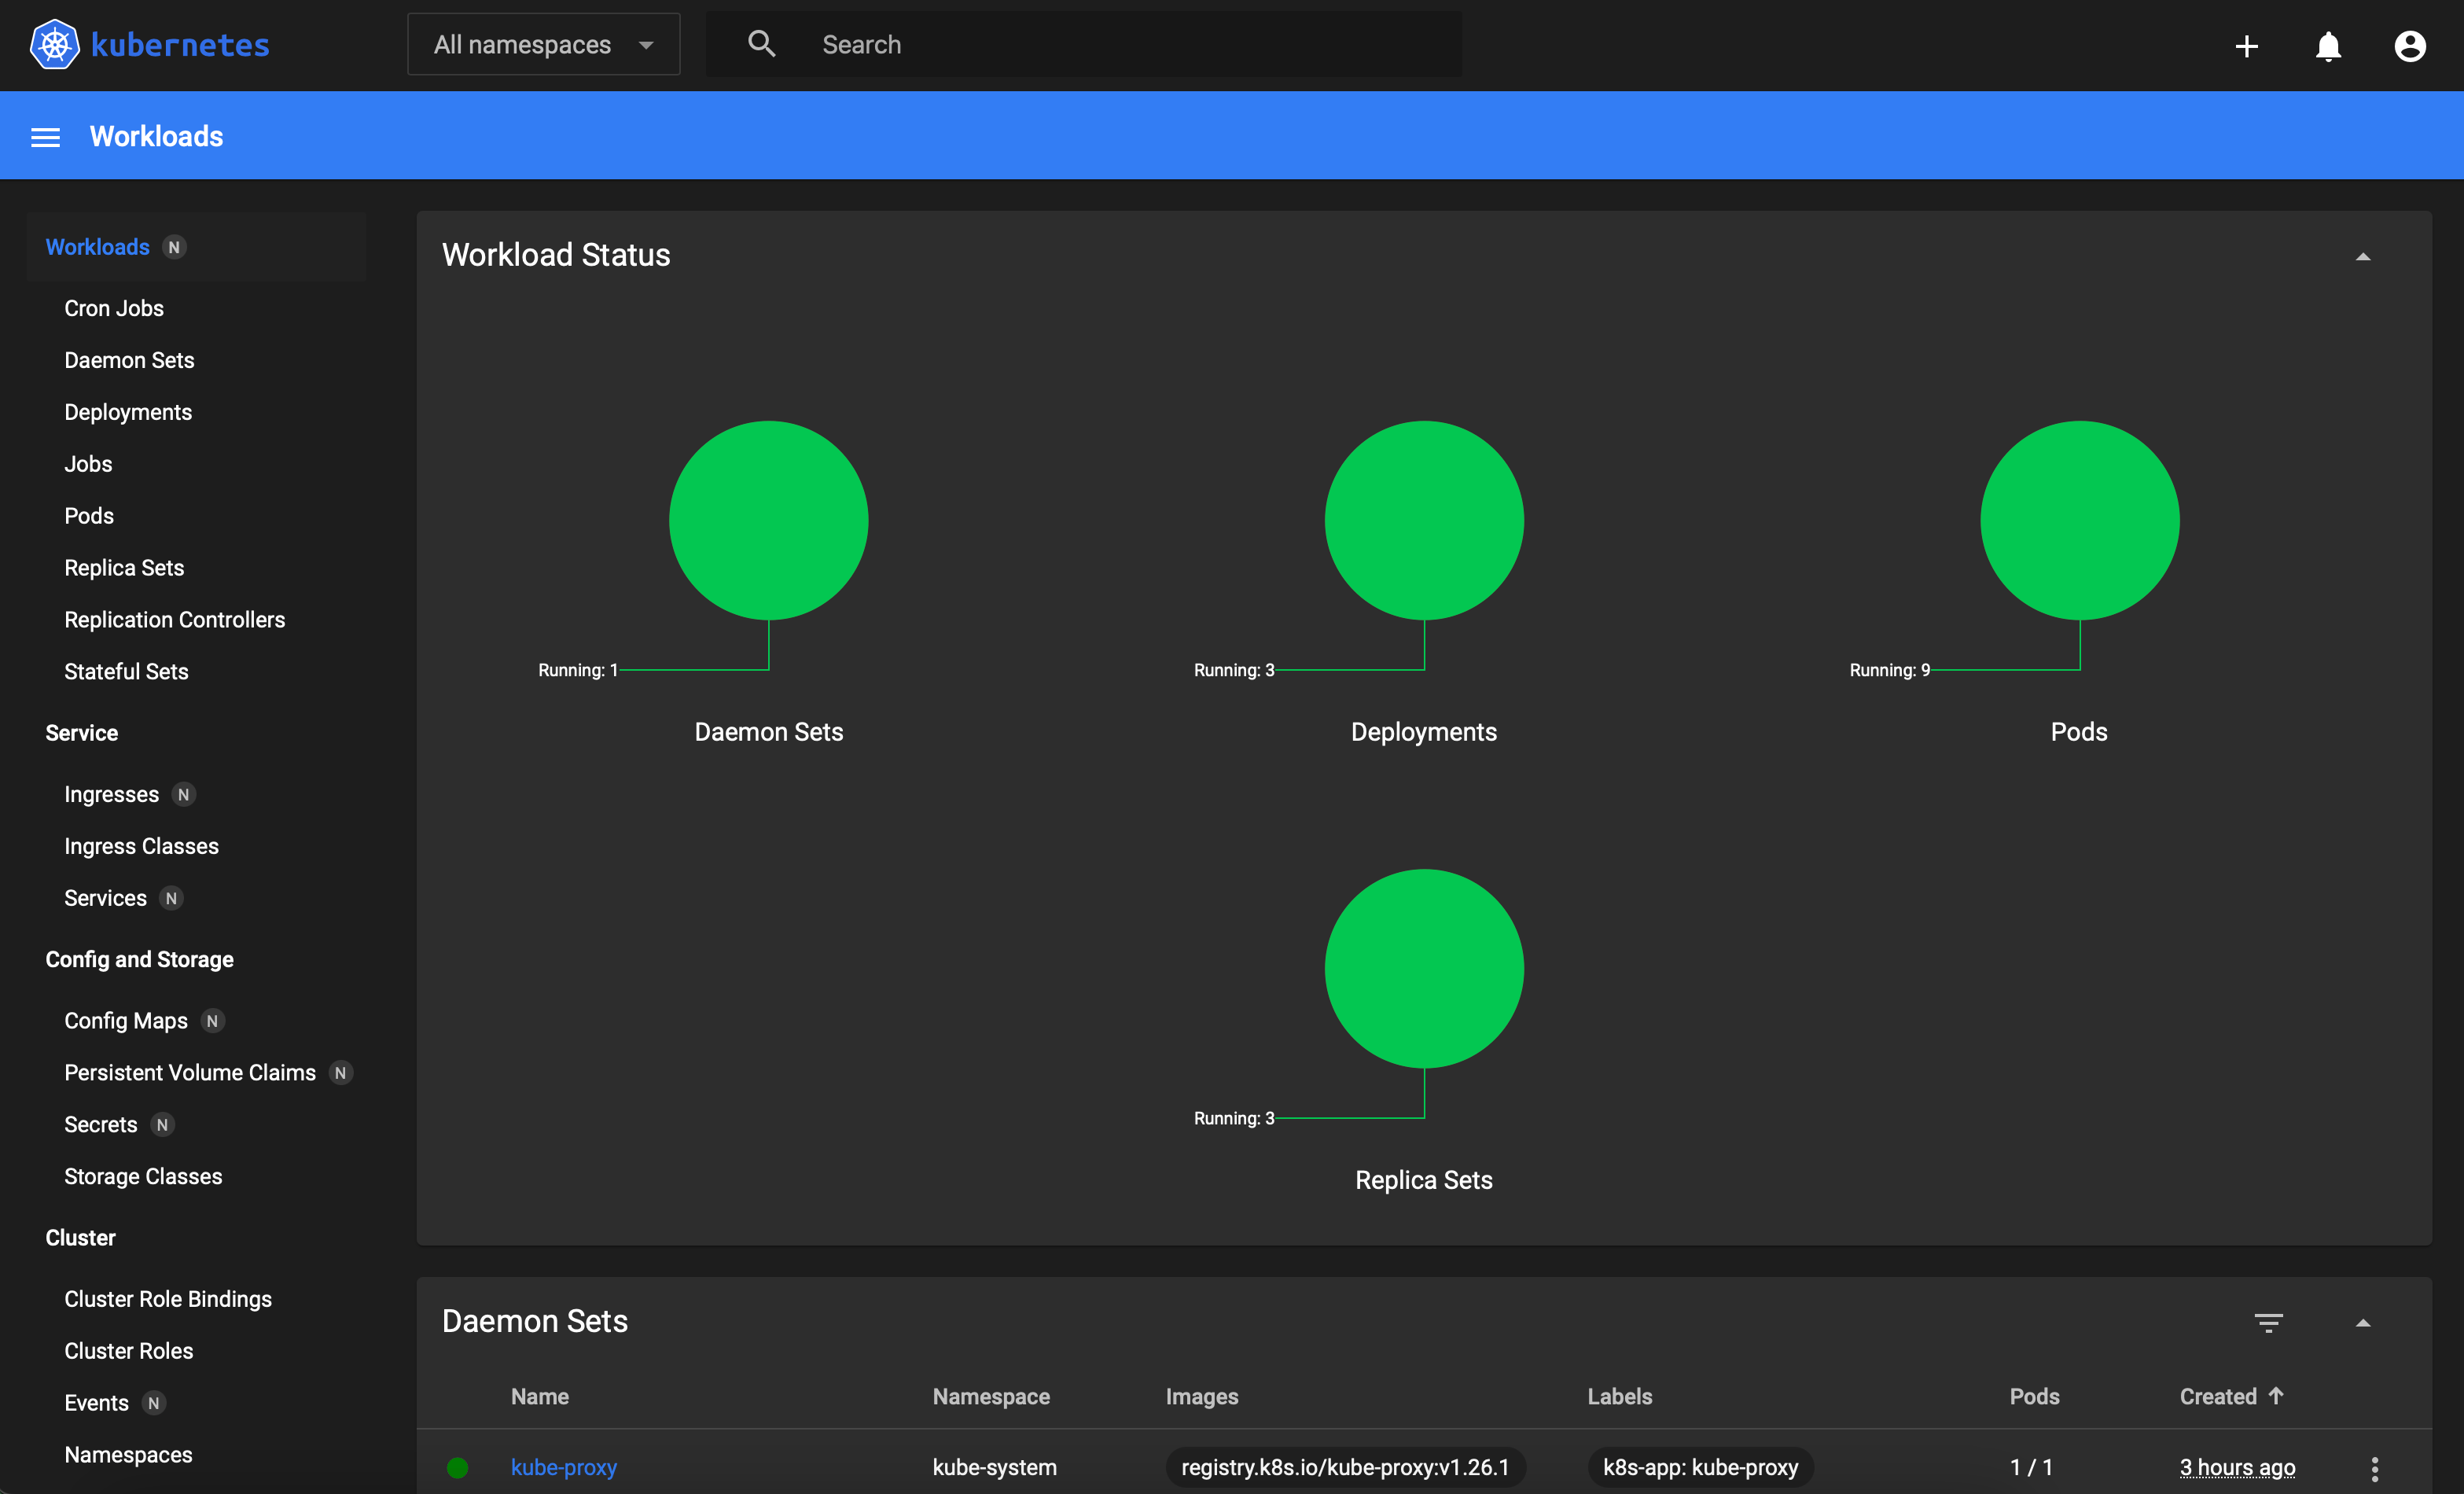 kubernetes
All namespaces
Search
Workloads
Workloads N
Cron Jobs
Daemon Sets
Deployments
Jobs
Pods
Replica Sets
Replication Controllers
Stateful Sets
Service
Ingresses N
Ingress Classes
Services N
Config and Storage
Config Maps N
Persistent Volume Claims N
Secrets N
Storage Classes
Cluster
Cluster Role Bindings
Cluster Roles
Events N
Namespaces
Workload Status
Running: 1
Daemon Sets
Running: 3
Deployments
Running: 9
Pods
Running: 3
Replica Sets
Daemon Sets
Name Namespace Images Labels Pods Created
kube-proxy kube-system registry.k8s.io/kube-proxy:v1.26.1 k8s-app: kube-proxy 1 / 1 3 hours ago